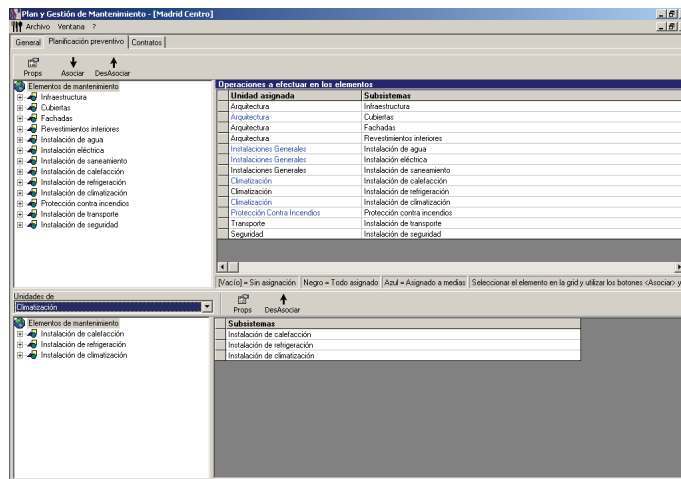 Plan y Gestión de Mantenimiento - [Madrid Centro]
Archivo Ventana ?
General Planificación preventivo Contratos
Props Asociar DesAsociar
Elementos de mantenimiento
Infraestructura
Cubiertas
Fachadas
Revestimientos interiores
Instalación de agua
Instalación eléctrica
Instalación de saneamiento
Instalación de calefacción
Instalación de refrigeración
Instalación de climatización
Protección contra incendios
Instalación de transporte
Instalación de seguridad
Operaciones a efectuar en los elementos
Unidad asignada Subsistemas
Arquitectura Infraestructura
Arquitectura Cubiertas
Arquitectura Fachadas
Arquitectura Revestimientos interiores
Instalaciones Generales Instalación de agua
Instalaciones Generales Instalación eléctrica
Instalaciones Generales Instalación de saneamiento
Climatización Instalación de calefacción
Climatización Instalación de refrigeración
Climatización Instalación de climatización
Protección Contra Incendios Protección contra incendios
Transporte Instalación de transporte
Seguridad Instalación de seguridad
[Vacío] = Sin asignación Negro = Todo asignado Azul = Asignado a medias Seleccionar el elemento en la grid y utilizar los botones <Asociar> y
Unidades de
Climatización
Props DesAsociar
Elementos de mantenimiento
Instalación de calefacción
Instalación de refrigeración
Instalación de climatización
Subsistemas
Instalación de calefacción
Instalación de refrigeración
Instalación de climatización